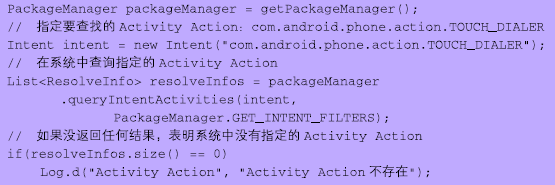 PackageManager packageManager = getPackageManager();
//  指定要查找的 Activity Action：com.android.phone.action.TOUCH_DIALER
Intent intent = new Intent("com.android.phone.action.TOUCH_DIALER");
//  在系统中查询指定的 Activity Action
List<ResolveInfo> resolveInfos = packageManager
.queryIntentActivities(intent,
PackageManager.GET_INTENT_FILTERS);
//  如果没返回任何结果，表明系统中没有指定的 Activity Action
if(resolveInfos.size() == 0)
Log.d("Activity Action", "Activity Action 不存在");